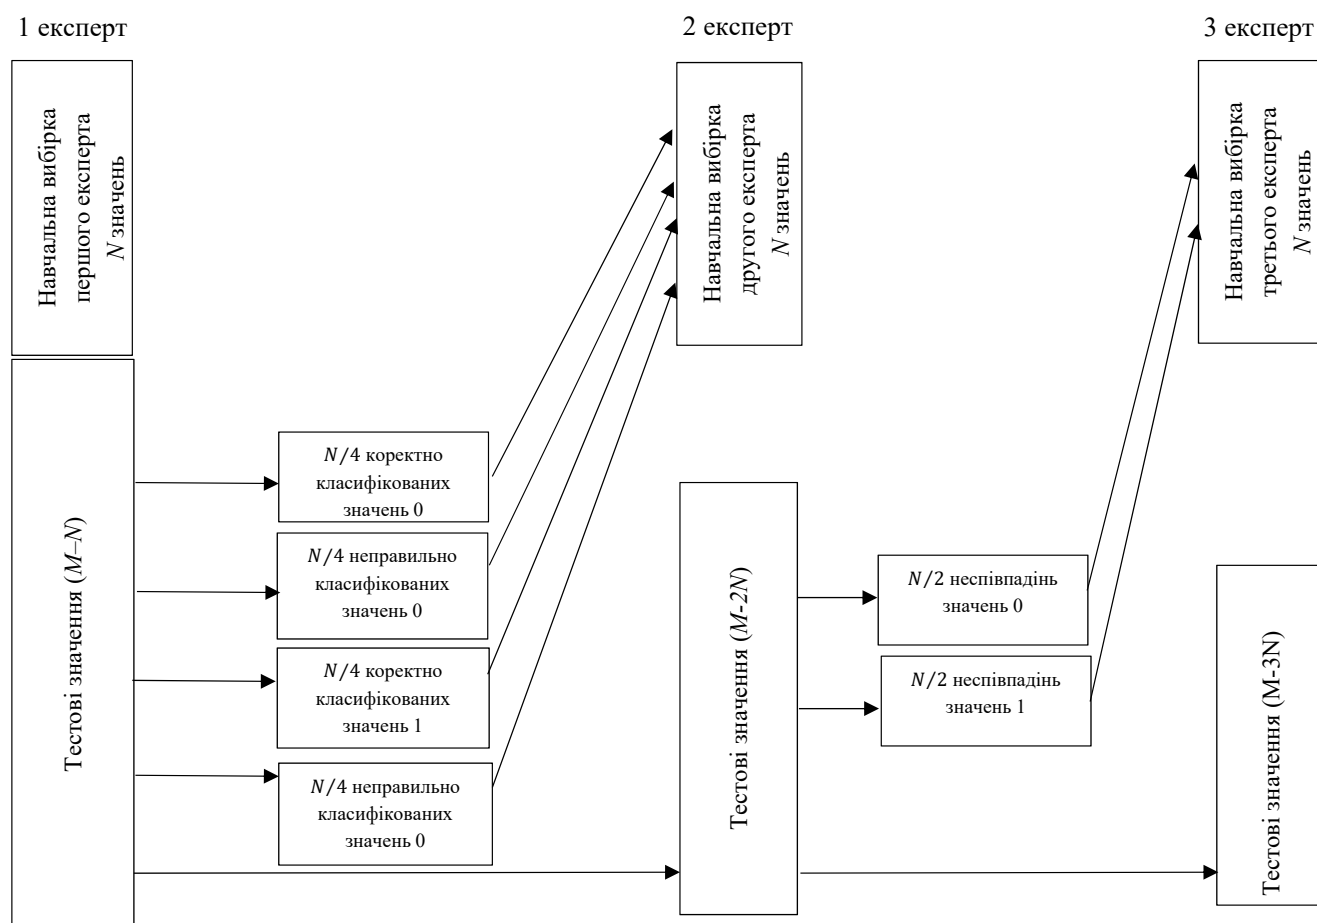 1 експерт
2 експерт
3 експерт
Навчальна вибірка
першого експерта
N значень
Навчальна вибірка
другого експерта
N значень
Навчальна вибірка
третього експерта
N значень
Тестові значення (M–N)
N/4 коректно
класифікованих
значень 0
N/4 неправильно
класифікованих
значень 0
N/4 коректно
класифікованих
значень 1
N/4 неправильно
класифікованих
значень 0
Тестові значення (M-2N)
N/2 неспівпадінь
значень 0
N/2 неспівпадінь
значень 1
Тестові значення (M-3N)